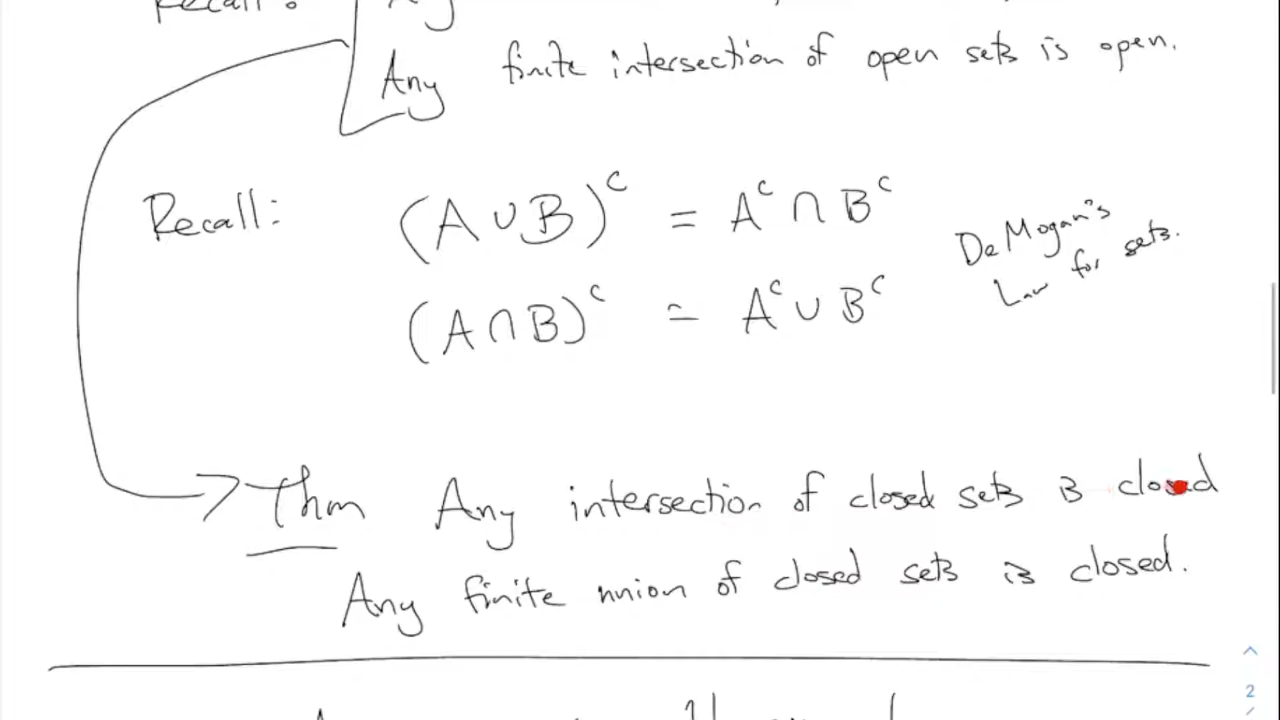 Recall:
Any finite intersection of open sets is open.
Recall: (A ∪ B)^c = A^c ∩ B^c
(A ∩ B)^c = A^c ∪ B^c
De Mogan's
Law for sets.
Thm Any intersection of closed sets is closed
Any finite union of closed sets is closed.
2